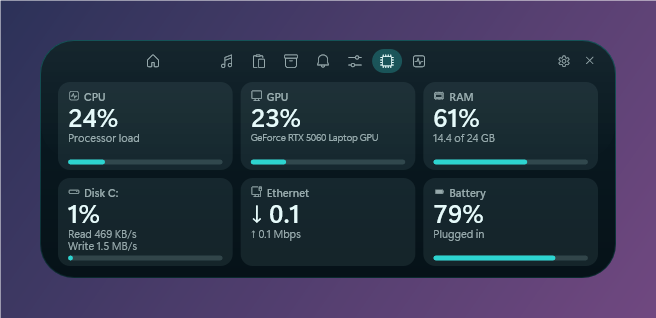 CPU
24%
Processor load
GPU
23%
GeForce RTX 5060 Laptop GPU
RAM
61%
14.4 of 24 GB
Disk C:
1%
Read 469 KB/s
Write 1.5 MB/s
Ethernet
↓ 0.1
↑ 0.1 Mbps
Battery
79%
Plugged in